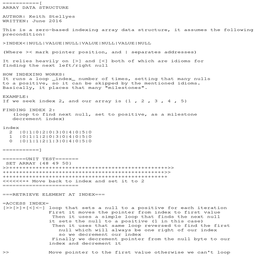 ===========|
ARRAY DATA STRUCTURE

AUTHOR: Keith Stellyes
WRITTEN: June 2016

This is a zero-based indexing array data structure, it assumes the following
precondition:

>INDEX|NULL|VALUE|NULL|VALUE|NULL|VALUE|NULL

(Where >< mark pointer position, and | separates addresses)

It relies heavily on [>] and [<] both of which are idioms for
finding the next left/right null

HOW INDEXING WORKS:
It runs a loop _index_ number of times, setting that many nulls
to a positive, so it can be skipped by the mentioned idioms.
Basically, it places that many "milestones".

EXAMPLE:
If we seek index 2, and our array is {1 , 2 , 3 , 4 , 5}

FINDING INDEX 2:
(loop to find next null, set to positive, as a milestone
decrement index)

index
2 |0|1|0|2|0|3|0|4|0|5|0
1 |0|1|1|2|0|3|0|4|0|5|0
0 |0|1|1|2|1|3|0|4|0|5|0

===========|

=======UNIT TEST=======
SET ARRAY {48 49 50}
======= Move back to index and set it to 2
=======
===RETRIEVE ELEMENT AT INDEX===

=ACCESS INDEX=
loop that sets a null to a positive for each iteration
First it moves the pointer from index to first value
Then it uses a simple loop that finds the next null
it sets the null to a positive (1 in this case)
Then it uses that same loop reversed to find the first
null which will always be one right of our index
so we decrement our index
Finally we decrement pointer from the null byte to our
index and decrement it

>> Move pointer to the first value otherwise we can't loop